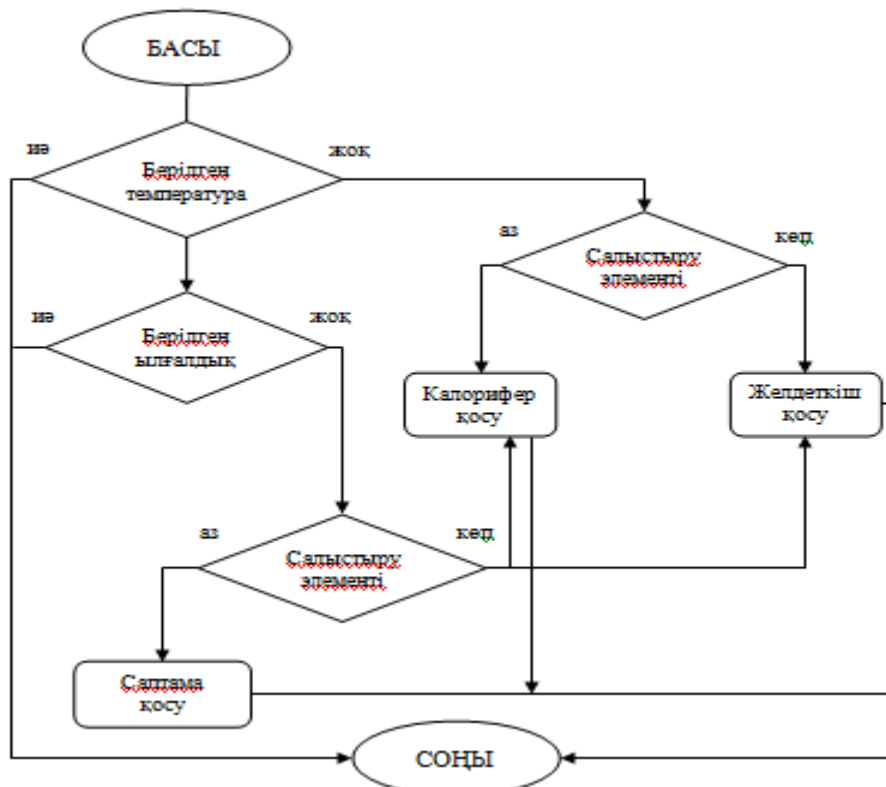 БАСЫ
иә
жоқ
Берілген
температура
аз
көп
Салыстыру
элементі
иә
жоқ
Берілген
ылғалдық
Калорифер
қосу
Желдеткіш
қосу
аз
көп
Салыстыру
элементі
Саптама
қосу
СОҢЫ